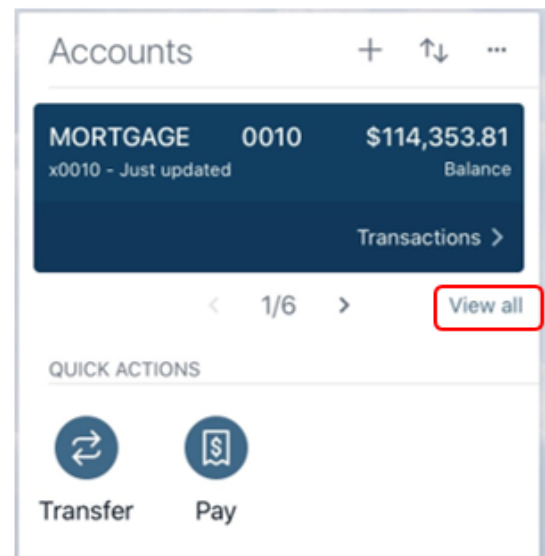 Accounts
MORTGAGE 0010 $114,353.81
x0010 - Just updated Balance
Transactions >
< 1/6 > View all
QUICK ACTIONS
Transfer Pay